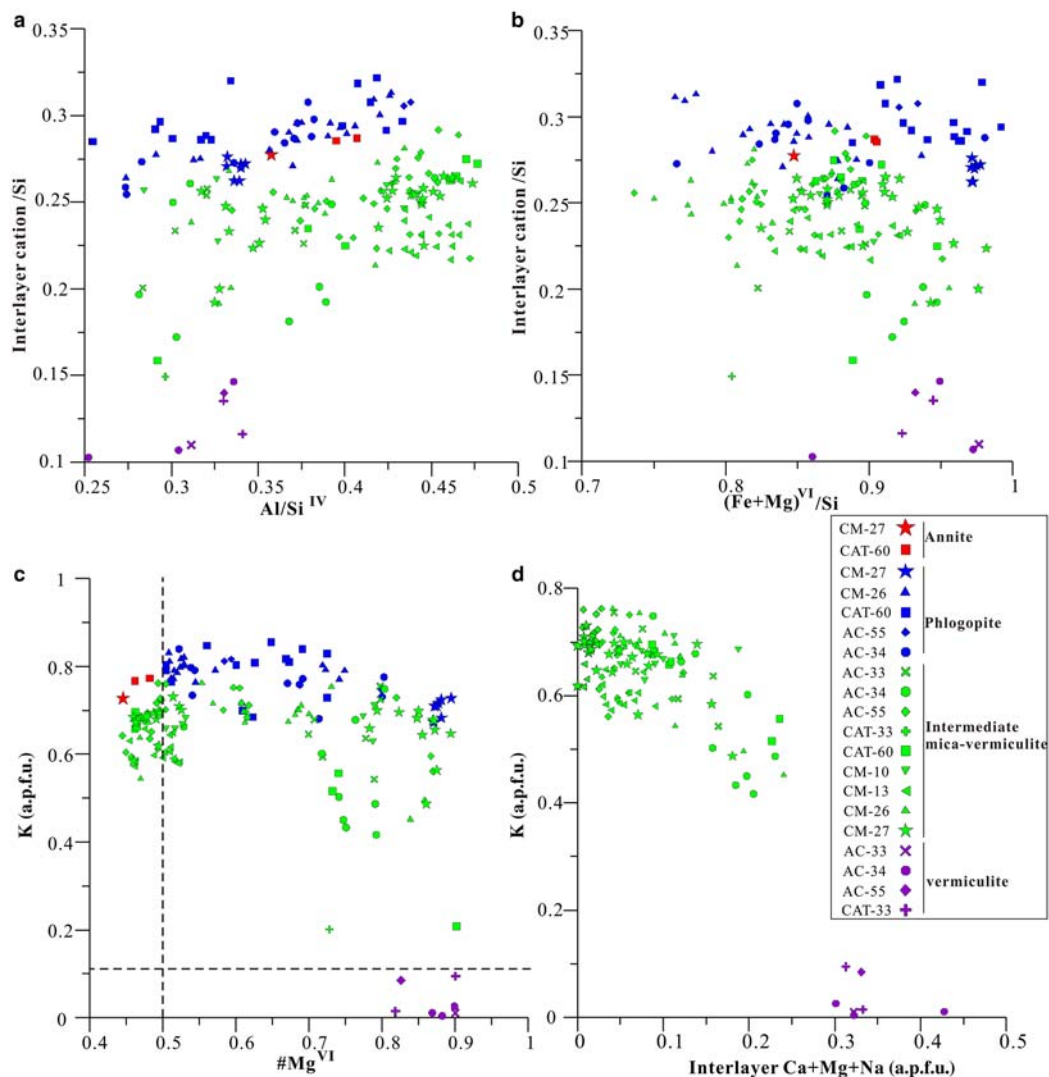 a
0.35
0.3
0.25
0.2
0.15
0.1
Interlayer cation /Si
0.25 0.3 0.35 0.4 0.45 0.5
Al/Si IV
b
0.35
0.3
0.25
0.2
0.15
0.1
Interlayer cation /Si
0.7 0.8 0.9 1
(Fe+Mg)VI/Si
c
1
0.8
0.6
0.4
0.2
0
K (a.p.f.u.)
0.4 0.5 0.6 0.7 0.8 0.9 1
#MgVI
d
0.8
0.6
0.4
0.2
0
K (a.p.f.u.)
0 0.1 0.2 0.3 0.4 0.5
Interlayer Ca+Mg+Na (a.p.f.u.)
CM-27
CAT-60
Annite
CM-27
CM-26
CAT-60
AC-55
AC-34
Phlogopite
AC-33
AC-34
AC-55
CAT-33
CAT-60
CM-10
CM-13
CM-26
CM-27
Intermediate
mica-vermiculite
AC-33
AC-34
AC-55
CAT-33
vermiculite